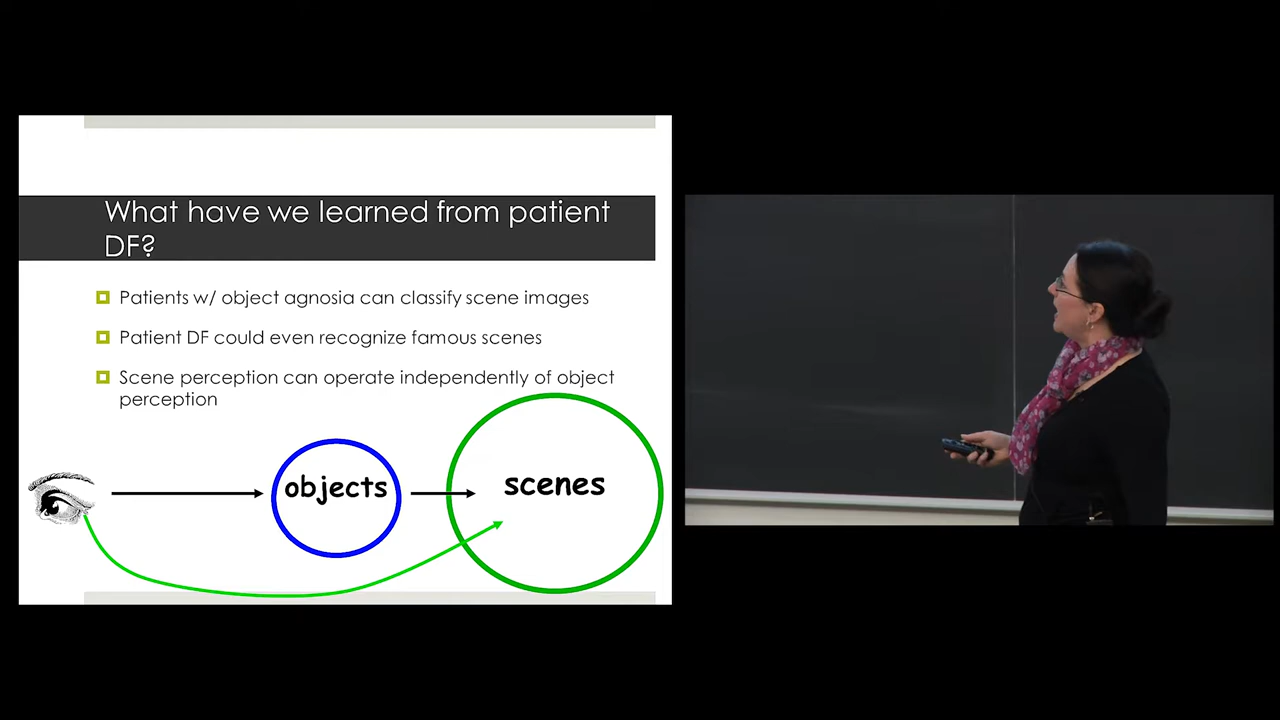 What have we learned from patient
DF?
Patients w/ object agnosia can classify scene images
Patient DF could even recognize famous scenes
Scene perception can operate independently of object
perception
objects
scenes